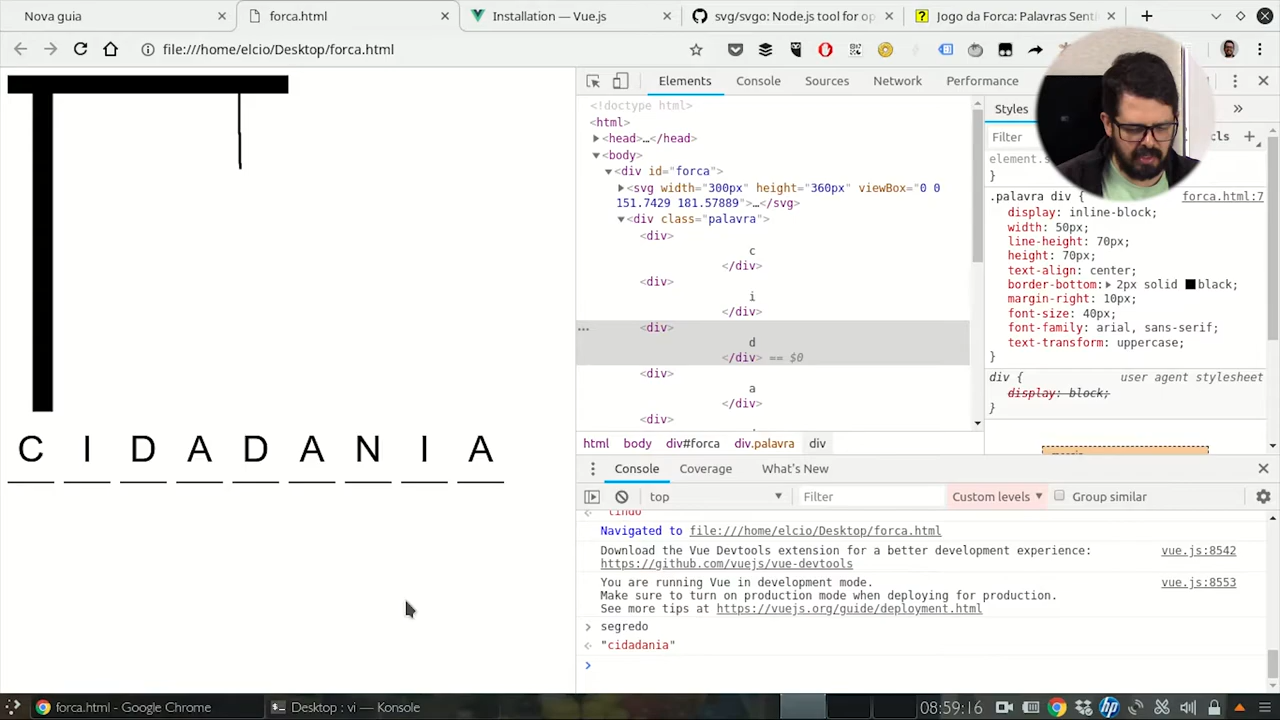 Nova guia
forca.html
Installation — Vue.js
svg/svgo: Node.js tool for op
Jogo da Forca: Palavras Sent
file:///home/elcio/Desktop/forca.html
Elements Console Sources Network Performance
<!doctype html>
<html>
<head>…</head>
<body>
<div id="forca">
<svg width="300px" height="360px" viewBox="0 0
151.7429 181.57889">…</svg>
<div class="palavra">
<div>
c
</div>
<div>
i
</div>
<div>
d
</div> == $0
<div>
a
</div>
<div>
html body div#forca div.palavra div
Styles
Filter
cls
element.s
}
.palavra div { forca.html:7
display: inline-block;
width: 50px;
line-height: 70px;
height: 70px;
text-align: center;
border-bottom: 2px solid black;
margin-right: 10px;
font-size: 40px;
font-family: arial, sans-serif;
text-transform: uppercase;
}
div { user agent stylesheet
display: block;
}
C I D A D A N I A
Console Coverage What's New
top Filter Custom levels Group similar
"lindo"
Navigated to file:///home/elcio/Desktop/forca.html
Download the Vue Devtools extension for a better development experience: vue.js:8542
https://github.com/vuejs/vue-devtools
You are running Vue in development mode. vue.js:8553
Make sure to turn on production mode when deploying for production.
See more tips at https://vuejs.org/guide/deployment.html
segredo
"cidadania"
forca.html - Google Chrome
Desktop : vi — Konsole
08:59:16